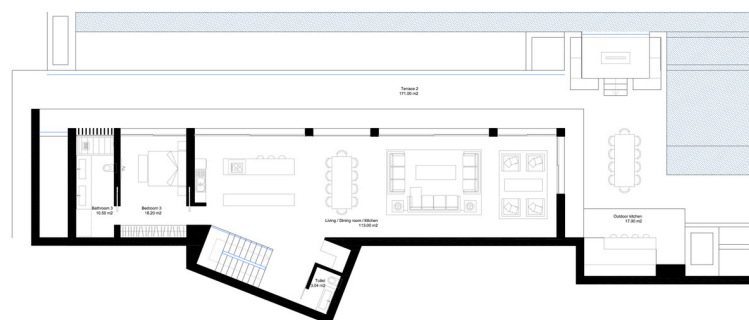 Terrace 2
171.00 m2
Bathroom 3
10.50 m2
Bedroom 3
18.20 m2
Living / Dining room / Kitchen
113.00 m2
Outdoor kitchen
17.30 m2
Toilet
3.04 m2